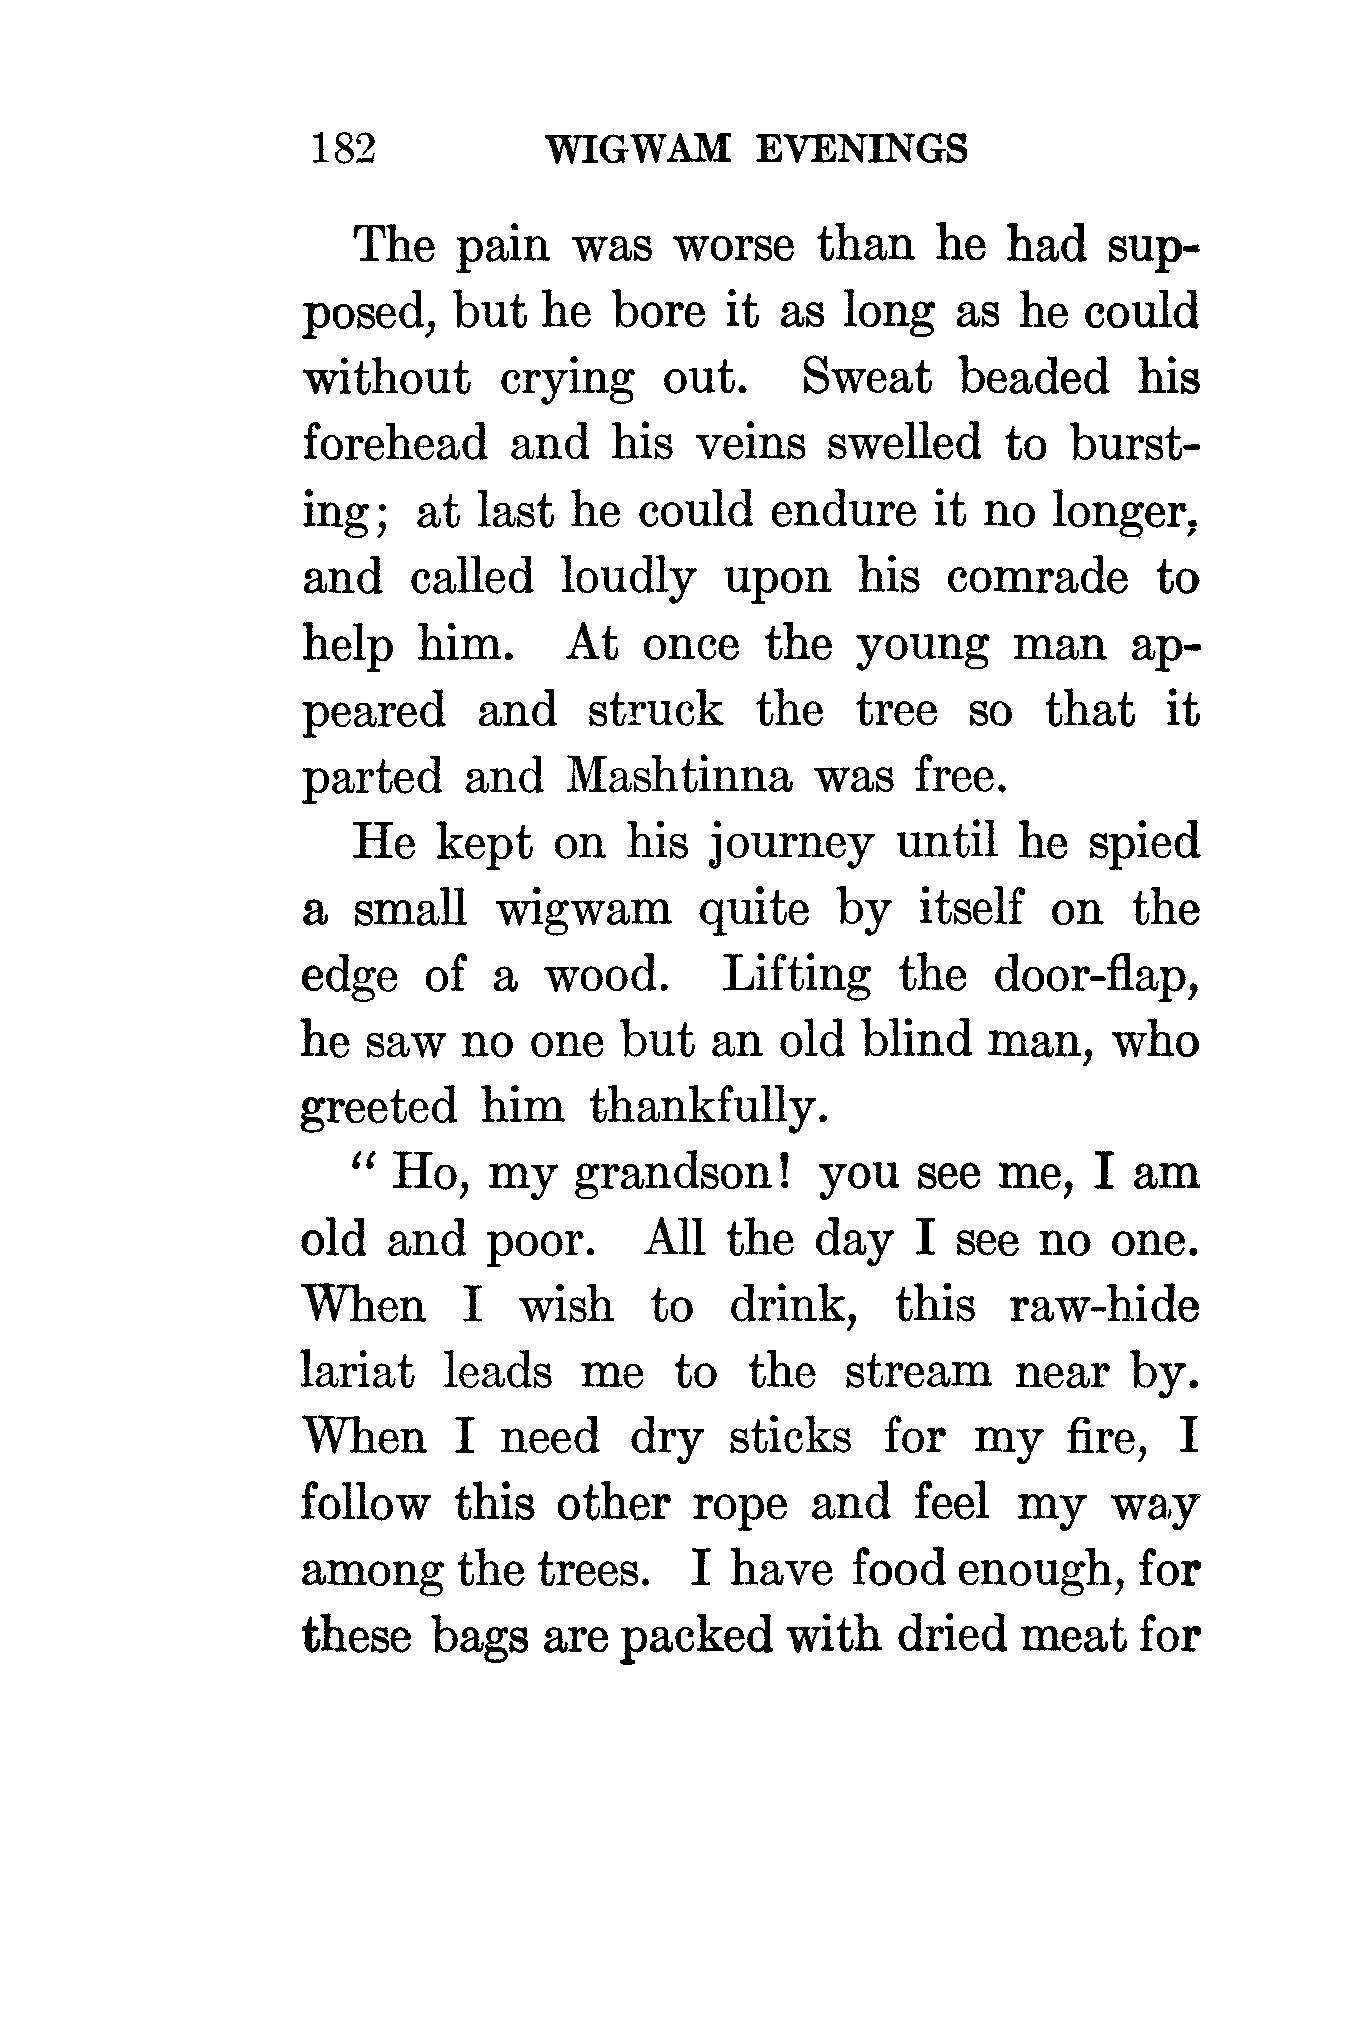 182 WIGWAM EVENINGS
The pain was worse than he had sup-
posed, but he bore it as long as he could
without crying out. Sweat beaded his
forehead and his veins swelled to burst-
ing; at last he could endure it no longer,
and called loudly upon his comrade to
help him. At once the young man ap-
peared and struck the tree so that it
parted and Mashtinna was free.
He kept on his journey until he spied
a small wigwam quite by itself on the
edge of a wood. Lifting the door-flap,
he saw no one but an old blind man, who
greeted him thankfully.
“ Ho, my grandson! you see me, I am
old and poor. All the day I see no one.
When I wish to drink, this raw-hide
lariat leads me to the stream near by.
When I need dry sticks for my fire, I
follow this other rope and feel my way
among the trees. I have food enough, for
these bags are packed with dried meat for